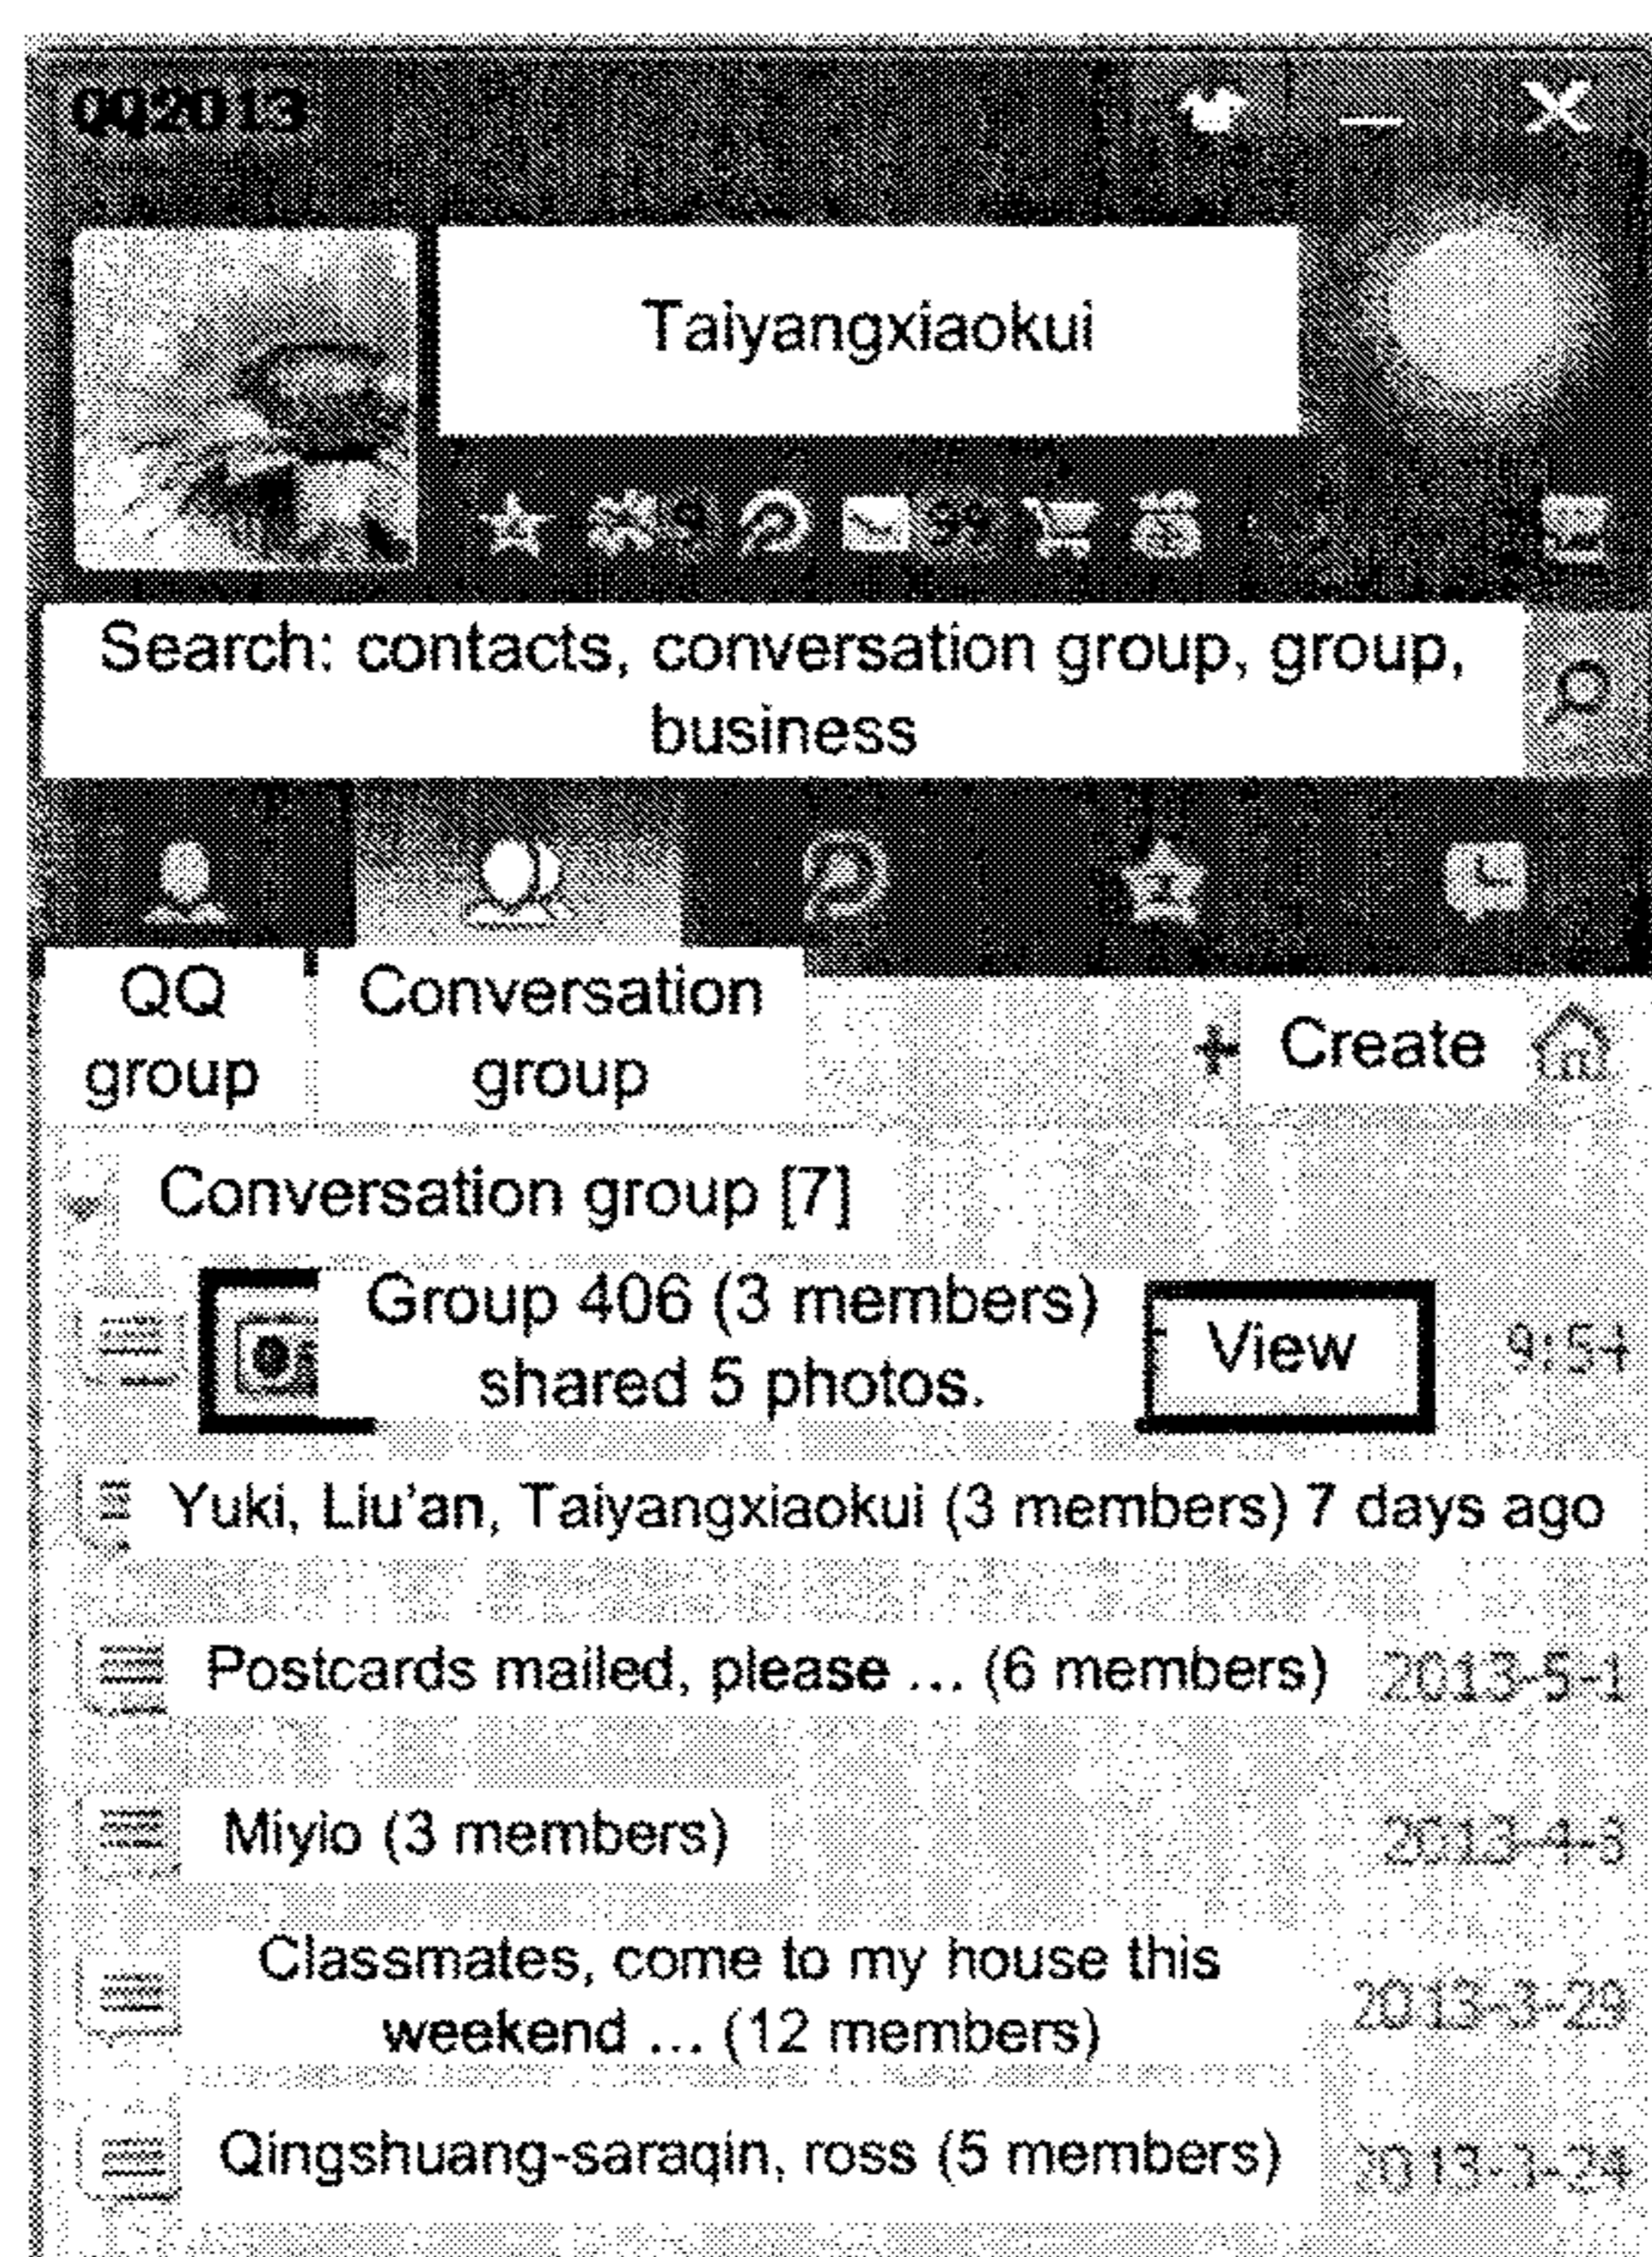 QQ2013
Taiyangxiaokui
9 99
Search: contacts, conversation group, group,
business
QQ
group
Conversation
group
Create
Conversation group [7]
Group 406 (3 members)
shared 5 photos.
View
9:54
Yuki, Liu'an, Taiyangxiaokui (3 members) 7 days ago
Postcards mailed, please ... (6 members) 2013-5-1
Miyio (3 members) 2013-4-3
Classmates, come to my house this
weekend ... (12 members)
2013-3-29
Qingshuang-saraqin, ross (5 members) 2013-3-24